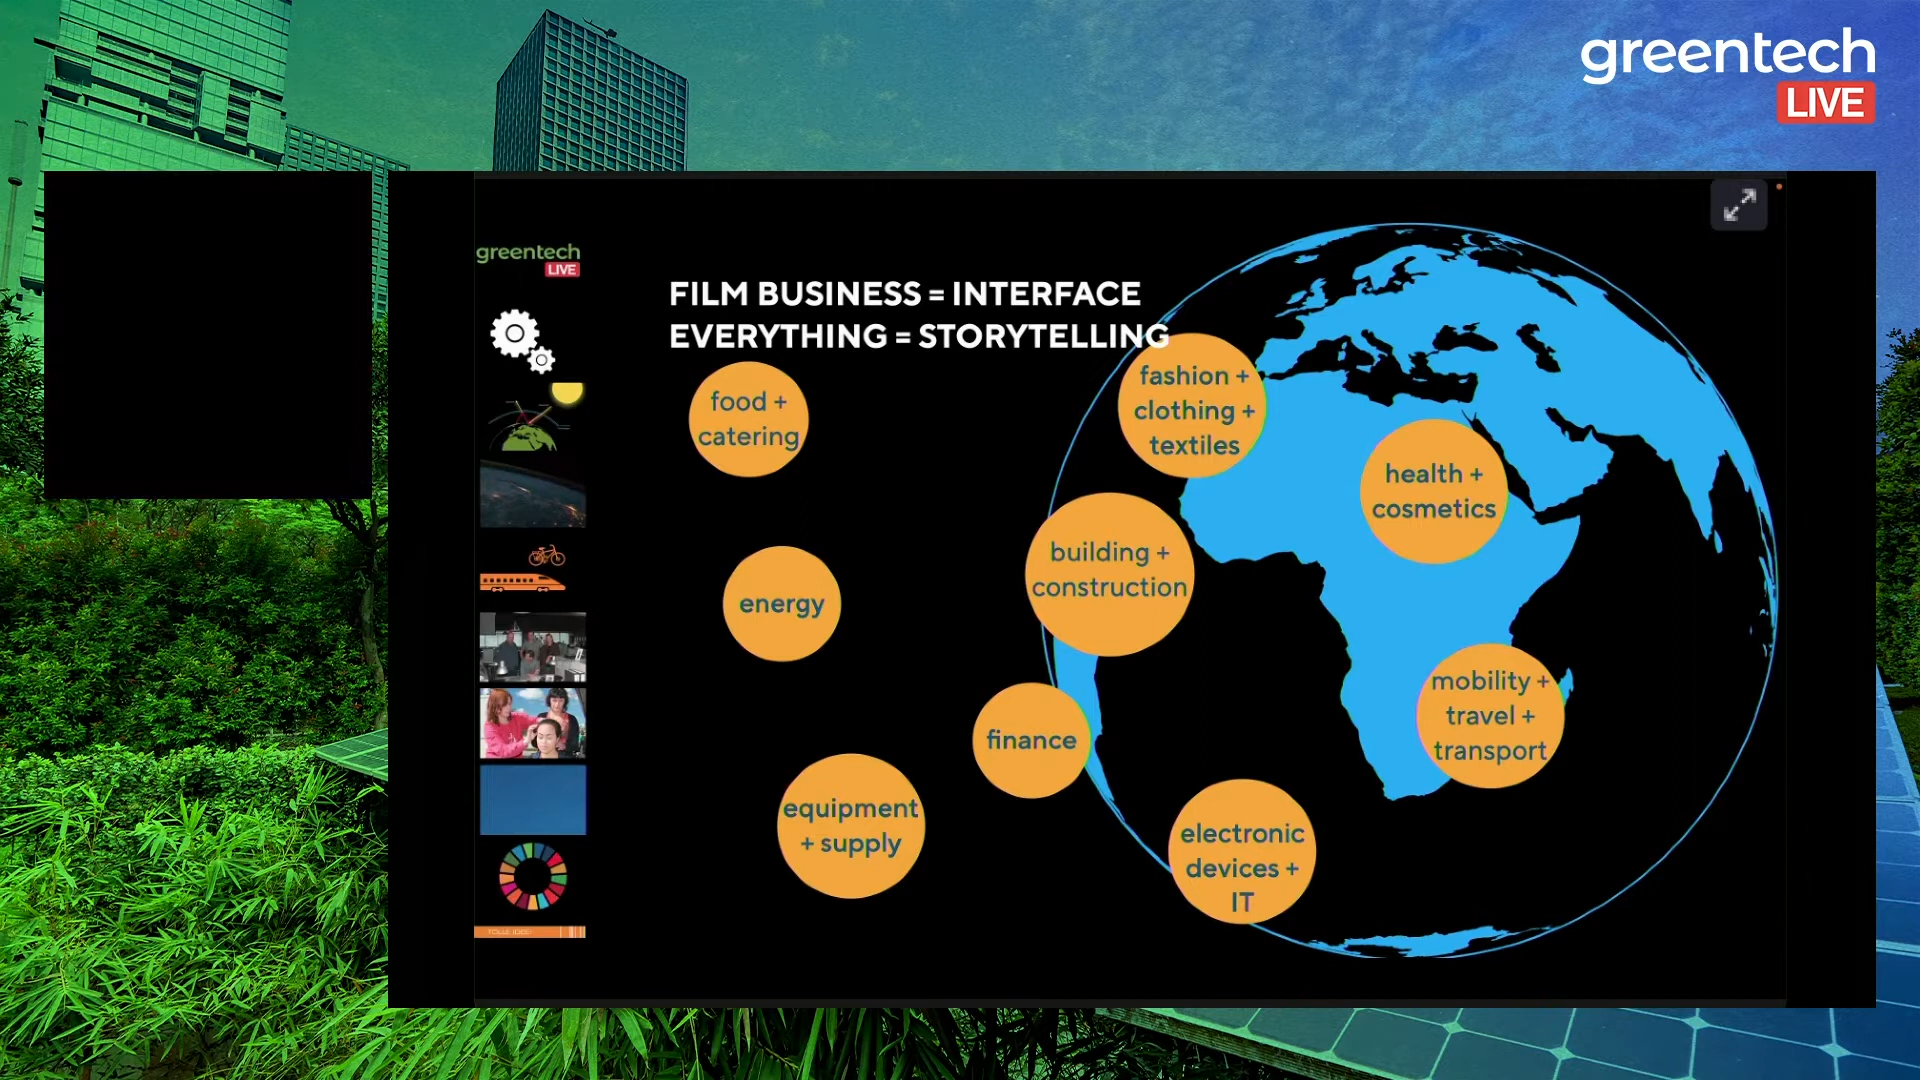 greentech
LIVE
greentech
LIVE
FILM BUSINESS = INTERFACE
EVERYTHING = STORYTELLING
food +
catering
fashion +
clothing +
textiles
health +
cosmetics
building +
construction
energy
mobility +
travel +
transport
finance
equipment
+ supply
electronic
devices +
IT